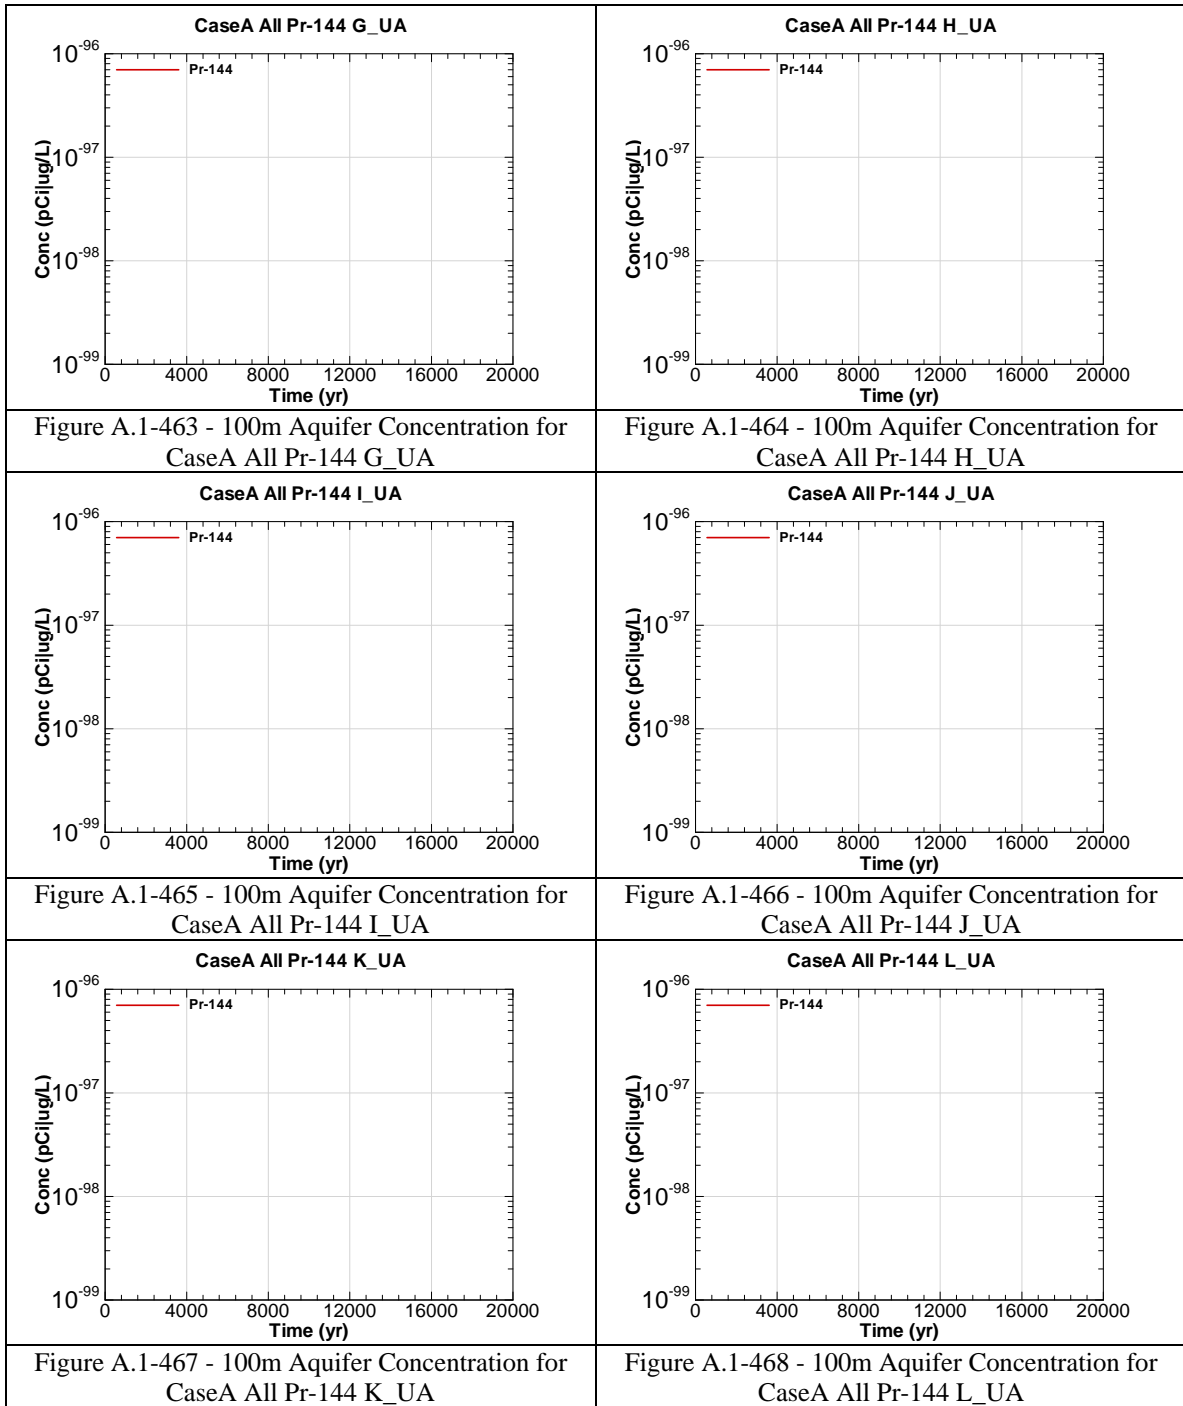 CaseA All Pr-144 G_UA
10-96
Pr-144
10-97
Conc (pCi|ug/L)
10-98
10-99
0 4000 8000 12000 16000 20000
Time (yr)
Figure A.1-463 - 100m Aquifer Concentration for
CaseA All Pr-144 G_UA
CaseA All Pr-144 H_UA
10-96
Pr-144
10-97
Conc (pCi|ug/L)
10-98
10-99
0 4000 8000 12000 16000 20000
Time (yr)
Figure A.1-464 - 100m Aquifer Concentration for
CaseA All Pr-144 H_UA
CaseA All Pr-144 I_UA
10-96
Pr-144
10-97
Conc (pCi|ug/L)
10-98
10-99
0 4000 8000 12000 16000 20000
Time (yr)
Figure A.1-465 - 100m Aquifer Concentration for
CaseA All Pr-144 I_UA
CaseA All Pr-144 J_UA
10-96
Pr-144
10-97
Conc (pCi|ug/L)
10-98
10-99
0 4000 8000 12000 16000 20000
Time (yr)
Figure A.1-466 - 100m Aquifer Concentration for
CaseA All Pr-144 J_UA
CaseA All Pr-144 K_UA
10-96
Pr-144
10-97
Conc (pCi|ug/L)
10-98
10-99
0 4000 8000 12000 16000 20000
Time (yr)
Figure A.1-467 - 100m Aquifer Concentration for
CaseA All Pr-144 K_UA
CaseA All Pr-144 L_UA
10-96
Pr-144
10-97
Conc (pCi|ug/L)
10-98
10-99
0 4000 8000 12000 16000 20000
Time (yr)
Figure A.1-468 - 100m Aquifer Concentration for
CaseA All Pr-144 L_UA